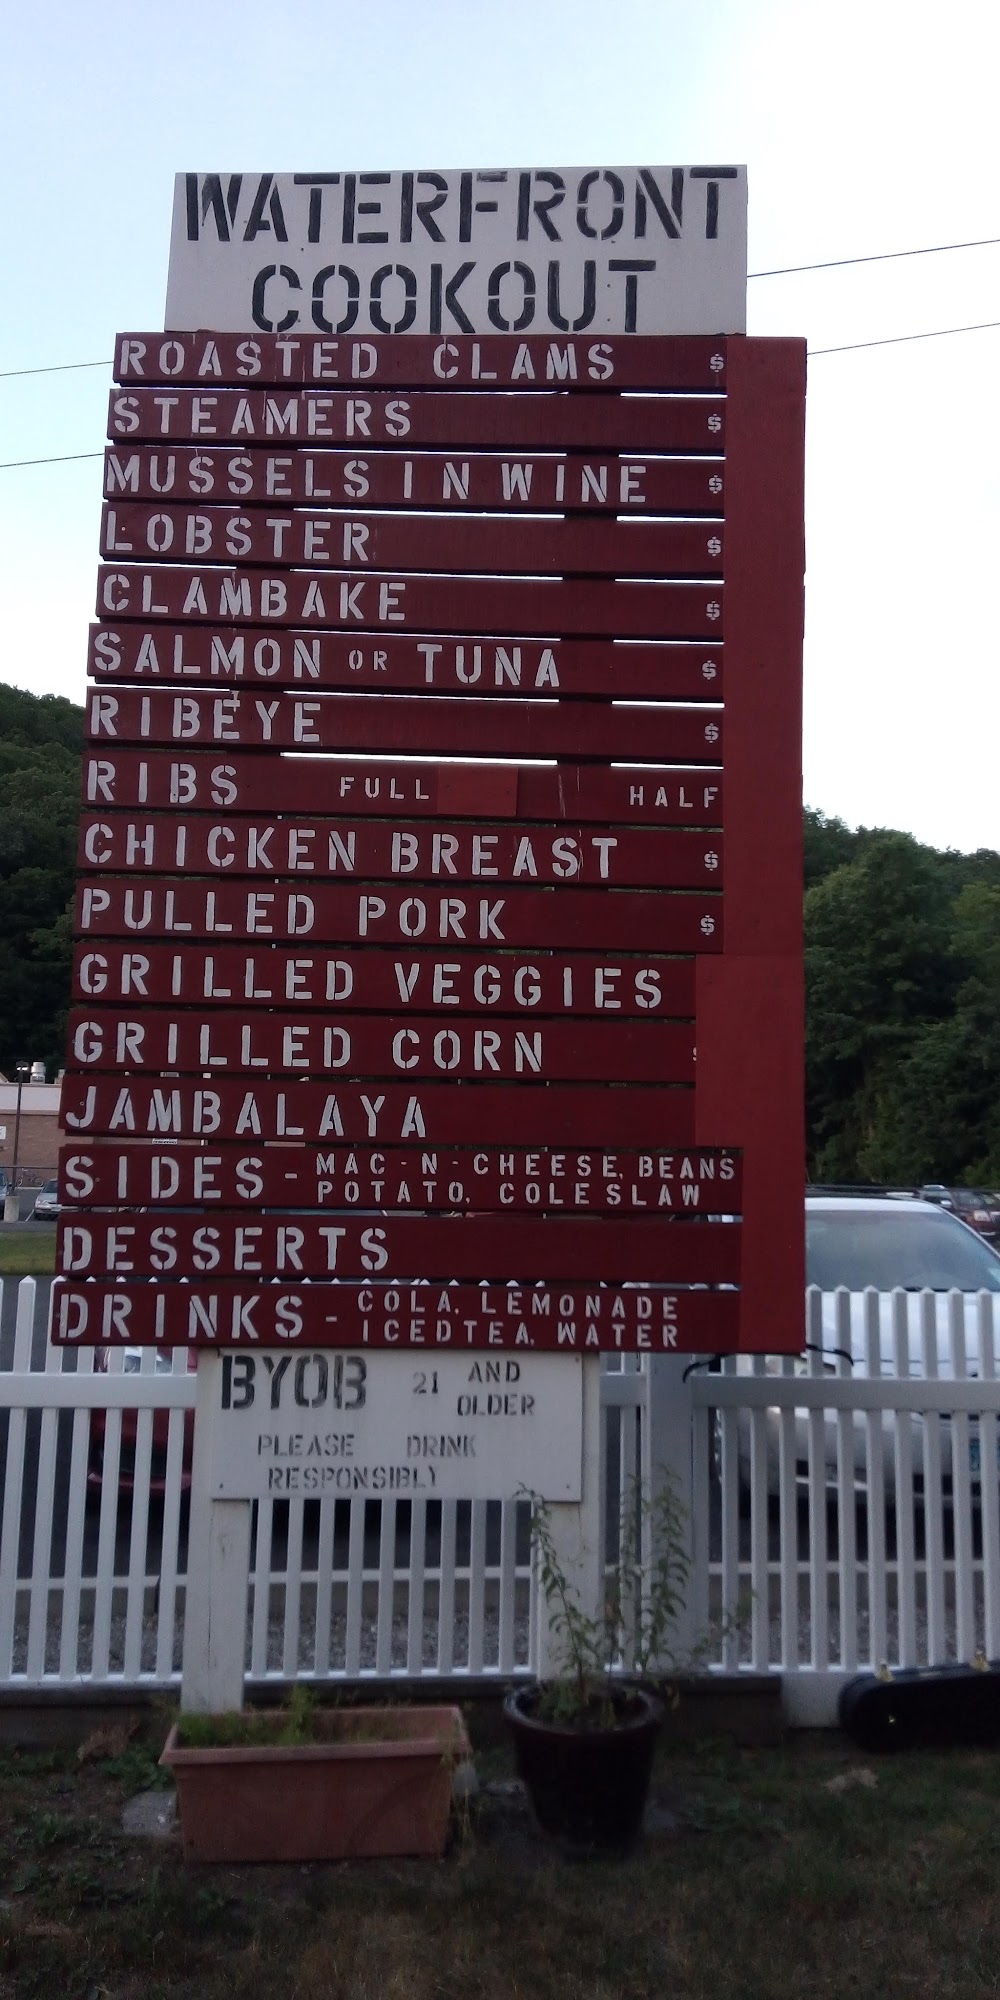 WATERFRONT
COOKOUT
ROASTED CLAMS $
STEAMERS $
MUSSELS IN WINE $
LOBSTER $
CLAMBAKE $
SALMON OR TUNA $
RIBEYE $
RIBS FULL HALF
CHICKEN BREAST $
PULLED PORK $
GRILLED VEGGIES
GRILLED CORN
JAMBALAYA
SIDES - MAC-N-CHEESE, BEANS
POTATO, COLESLAW
DESSERTS
DRINKS - COLA, LEMONADE
ICEDTEA, WATER
BYOB 21 AND
OLDER
PLEASE DRINK
RESPONSIBLY